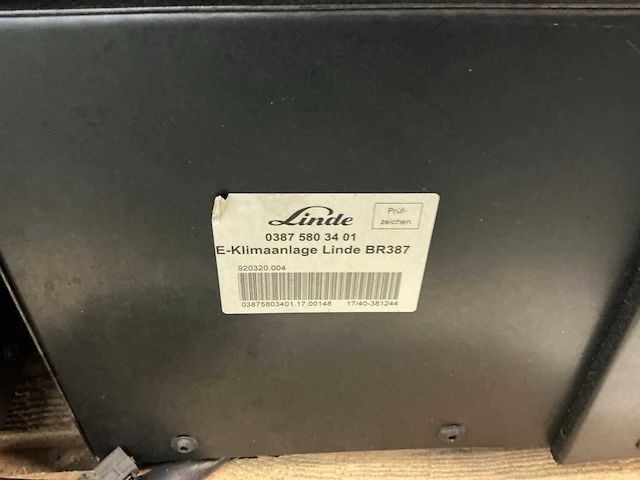 Linde
Prüf-
zeichen
0387 580 34 01
E-Klimaanlage Linde BR387
920320.004
03875803401.17.00148 17/40-381244